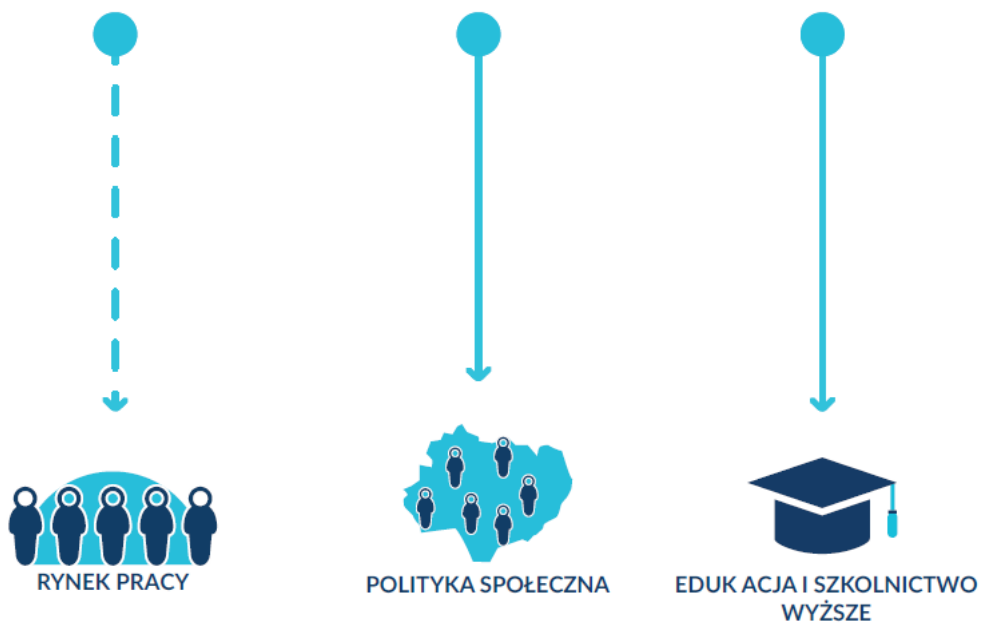 RYNEK PRACY
POLITYKA SPOŁECZNA
EDUK ACJA I SZKOLNICTWO
WYŻSZE